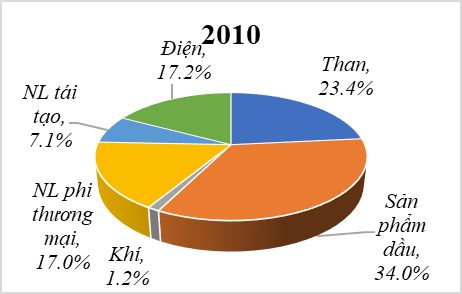 2010
Than,
23.4%
Sản
phẩm
dầu,
34.0%
Khí,
1.2%
NL phi
thương
mại,
17.0%
NL tái
tạo,
7.1%
Điện,
17.2%